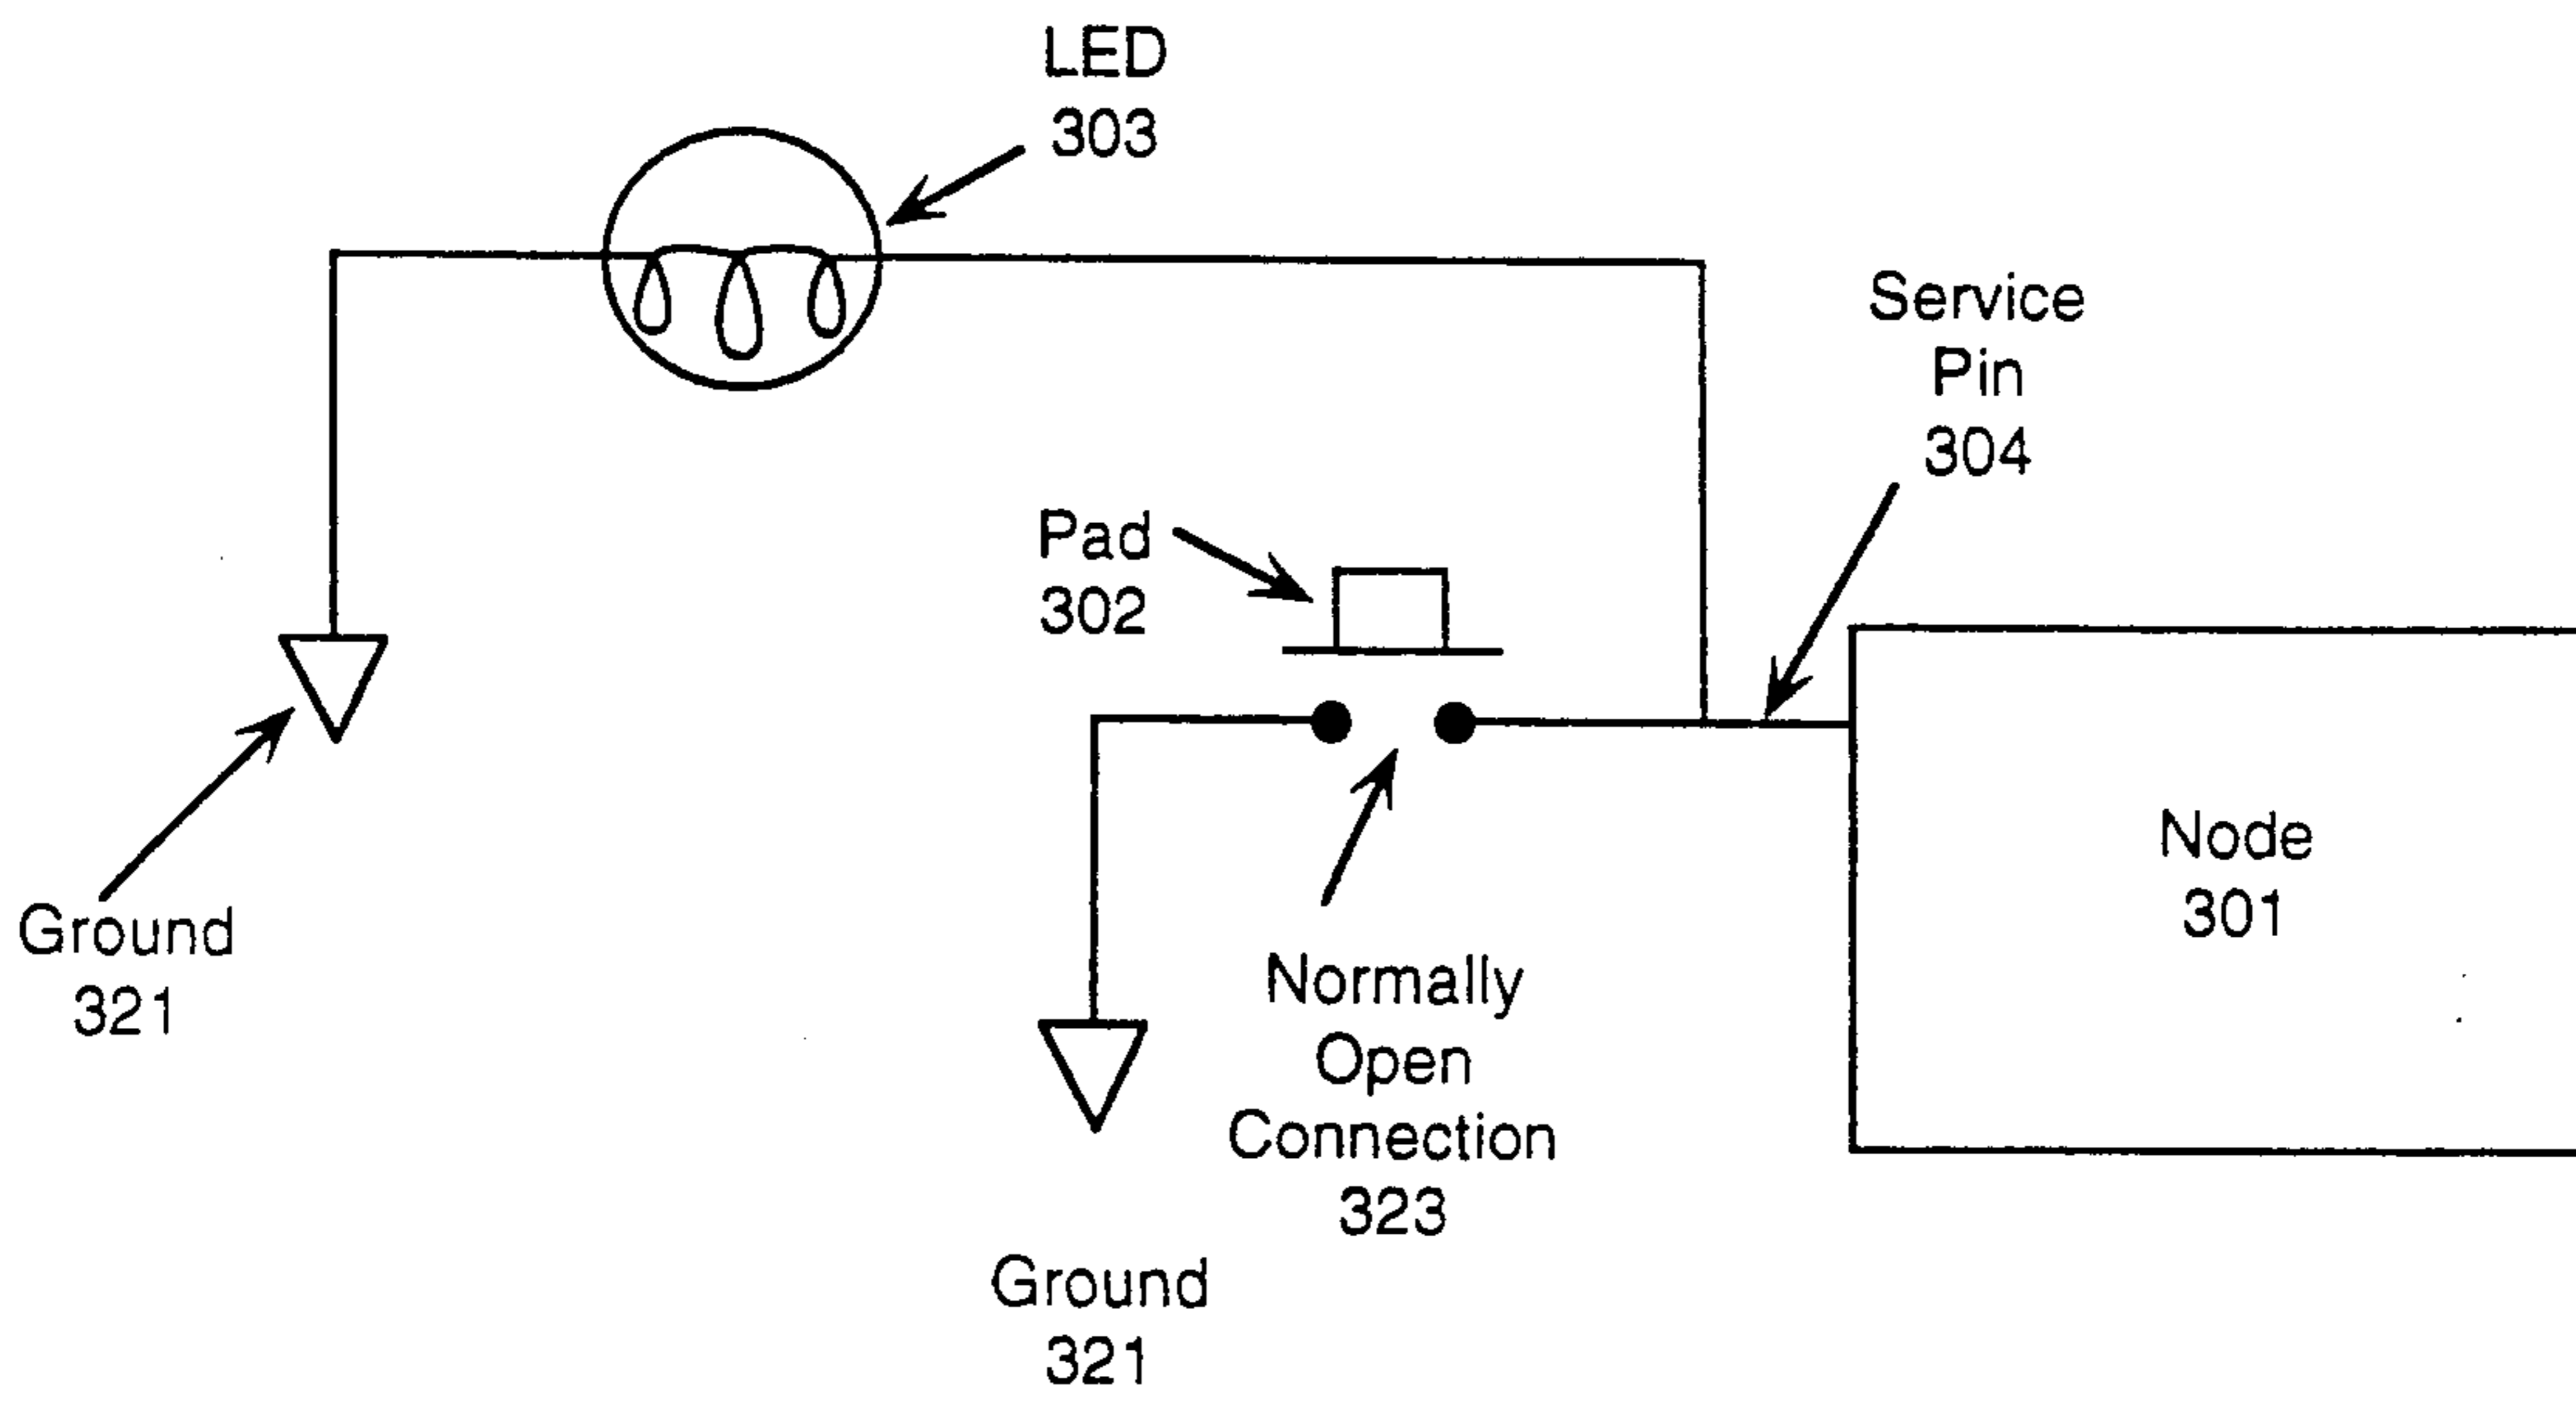 LED
303
Service
Pin
304
Pad
302
Node
301
Ground
321
Normally
Open
Connection
323
Ground
321